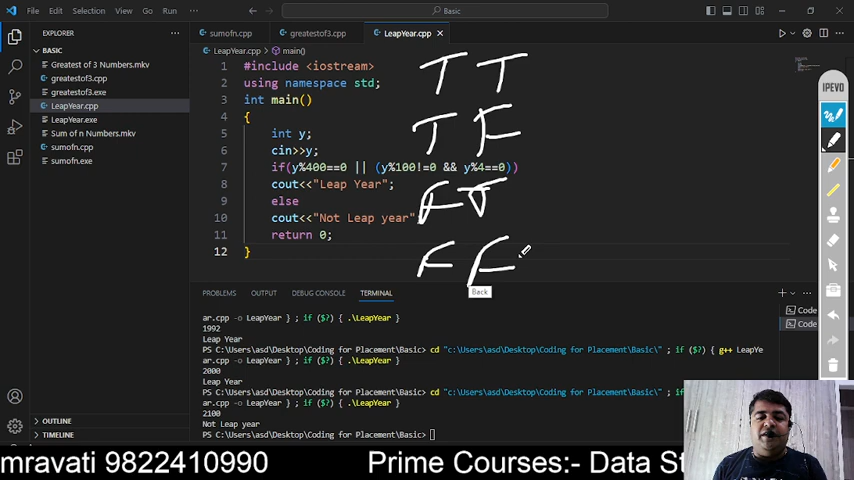 File Edit Selection View Go Run ··· Basic
EXPLORER ···
sumofn.cpp greatestof3.cpp LeapYear.cpp
BASIC
LeapYear.cpp > main()
Greatest of 3 Numbers.mkv
greatestof3.cpp
greatestof3.exe
LeapYear.cpp
LeapYear.exe
Sum of n Numbers.mkv
sumofn.cpp
sumofn.exe
1 #include <iostream>
2 using namespace std;
3 int main()
4 {
5 int y;
6 cin>>y;
7 if(y%400==0 || (y%100!=0 && y%4==0))
8 cout<<"Leap Year";
9 else
10 cout<<"Not Leap year"
11 return 0;
12 }
T T
T F
F T
F F
Back
IPEVO
PROBLEMS OUTPUT DEBUG CONSOLE TERMINAL
ar.cpp -o LeapYear } ; if ($?) { .\LeapYear }
1992
Leap Year
PS C:\Users\asd\Desktop\Coding for Placement\Basic> cd "c:\Users\asd\Desktop\Coding for Placement\Basic\" ; if ($?) { g++ LeapYe
ar.cpp -o LeapYear } ; if ($?) { .\LeapYear }
2000
Leap Year
PS C:\Users\asd\Desktop\Coding for Placement\Basic> cd "c:\Users\asd\Desktop\Coding for Placement\Basic\" ; if
ar.cpp -o LeapYear } ; if ($?) { .\LeapYear }
2100
Not Leap year
PS C:\Users\asd\Desktop\Coding for Placement\Basic>
Code
Code
OUTLINE
TIMELINE
mravati 9822410990 Prime Courses:- Data St